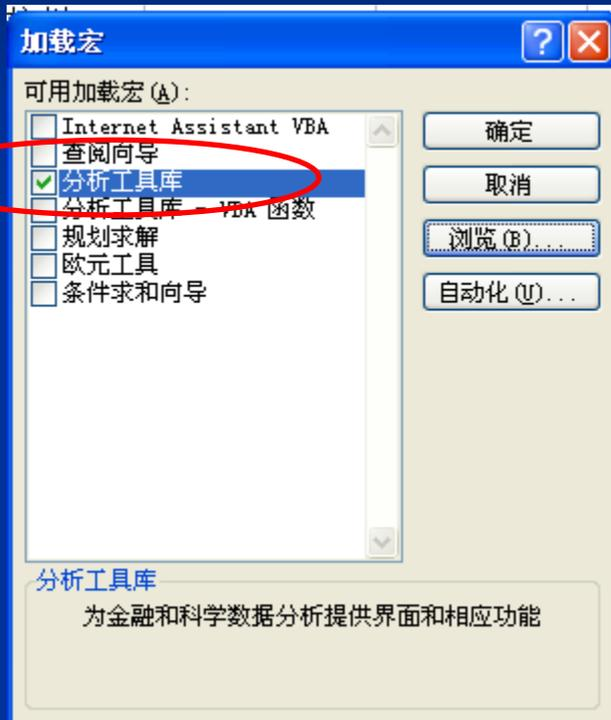 加载宏
可用加载宏(A):
Internet Assistant VBA
查阅向导
分析工具库
分析工具库 - VBA 函数
规划求解
欧元工具
条件求和向导
确定
取消
浏览(B)...
自动化(U)...
分析工具库
为金融和科学数据分析提供界面和相应功能